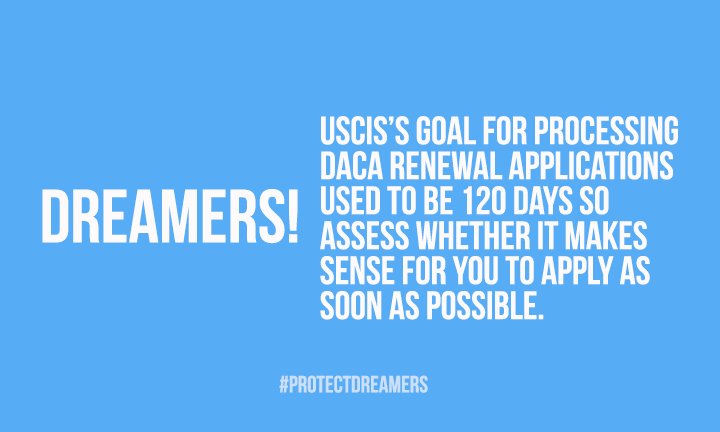 DREAMERS!
USCIS’S GOAL FOR PROCESSING
DACA RENEWAL APPLICATIONS
USED TO BE 120 DAYS SO
ASSESS WHETHER IT MAKES
SENSE FOR YOU TO APPLY AS
SOON AS POSSIBLE.
#PROTECTDREAMERS